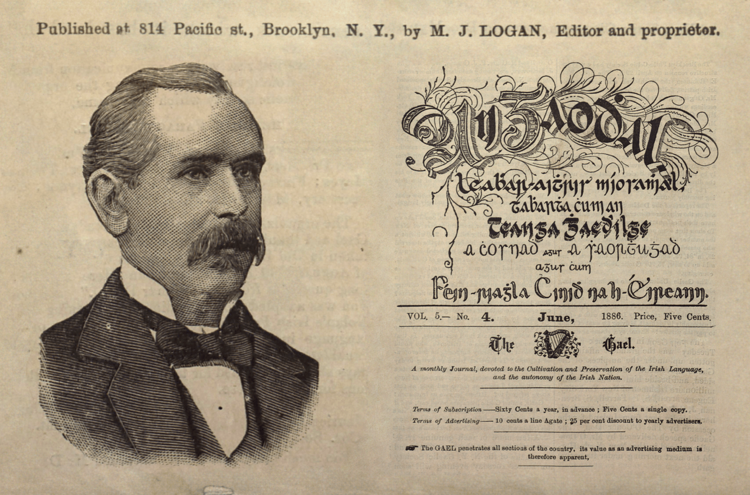 Published at 814 Pacific st., Brooklyn. N. Y., by M. J. LOGAN, Editor and proprietor.
An Gaoḋal.
Leaḃar-aiṫris míosaṁail,
taḃarta ċum an
Teanga Ġaeḋilge
a ċosnaḋ agus a saorṫuġaḋ
agus ċum
Féin-riaġla Cinid na h-Éireann.
VOL. 5.— No. 4. June, 1886. Price, Five Cents.
The Gael.
A monthly Journal, devoted to the Cultivation and Preservation of the Irish Language,
and the autonomy of the Irish Nation.
Terms of Subscription—Sixty Cents a year, in advance ; Five Cents a single copy.
Terms of Advertising— 10 cents a line Agate ; 25 per cent discount to yearly advertisers.
☛ The GAEL penetrates all sections of the country, its value as an advertising medium is
therefore apparent.